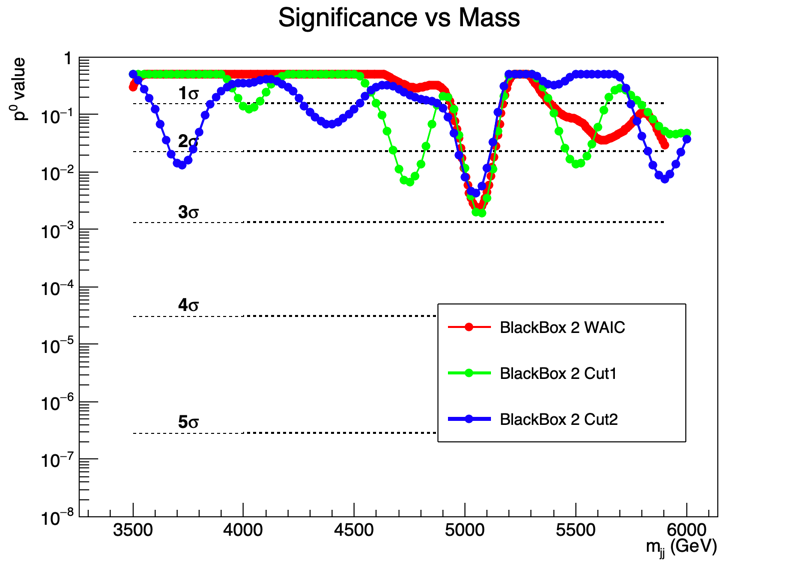 Significance vs Mass
p⁰ value
1
10⁻¹
10⁻²
10⁻³
10⁻⁴
10⁻⁵
10⁻⁶
10⁻⁷
10⁻⁸
1σ
2σ
3σ
4σ
5σ
BlackBox 2 WAIC
BlackBox 2 Cut1
BlackBox 2 Cut2
3500 4000 4500 5000 5500 6000
mjj (GeV)